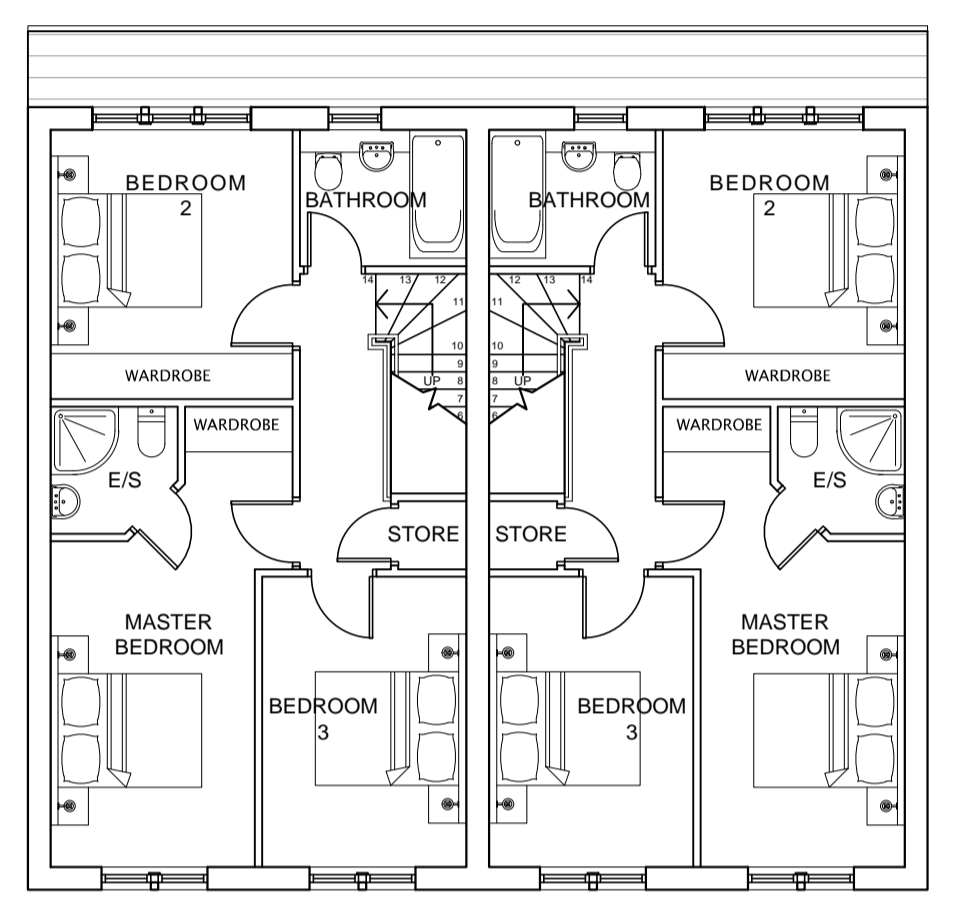 BEDROOM
2
BATHROOM
BATHROOM
BEDROOM
2
14
13
12
11
10
9
8
7
6
UP
12
13
14
11
10
9
8
7
6
UP
WARDROBE
WARDROBE
WARDROBE
WARDROBE
E/S
E/S
STORE
STORE
MASTER
BEDROOM
MASTER
BEDROOM
BEDROOM
3
BEDROOM
3